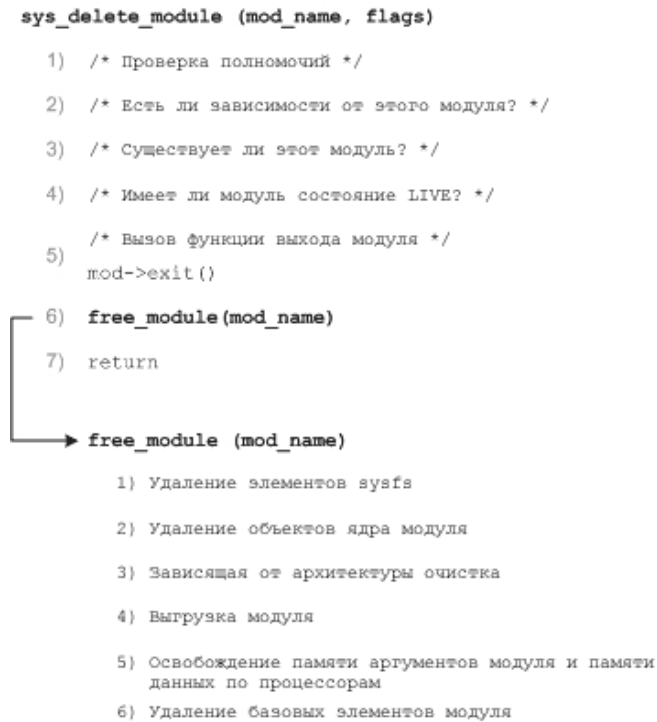 sys_delete_module (mod_name, flags)
1) /* Проверка полномочий */
2) /* Есть ли зависимости от этого модуля? */
3) /* Существует ли этот модуль? */
4) /* Имеет ли модуль состояние LIVE? */
/* Вызов функции выхода модуля */
5)
mod->exit()
6) free_module(mod_name)
7) return
free_module (mod_name)
1) Удаление элементов sysfs
2) Удаление объектов ядра модуля
3) Зависящая от архитектуры очистка
4) Выгрузка модуля
5) Освобождение памяти аргументов модуля и памяти
данных по процессорам
6) Удаление базовых элементов модуля